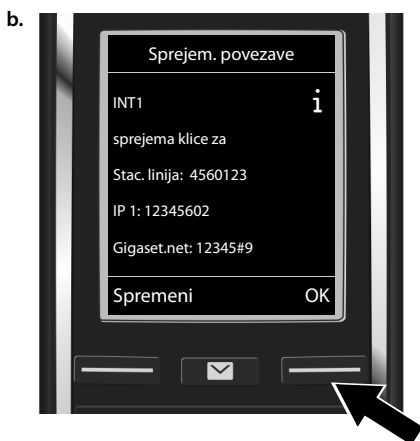 b.
Sprejem. povezave
INT1 i
sprejema klice za
Stac. linija: 4560123
IP 1: 12345602
Gigaset.net: 12345#9
Spremeni OK